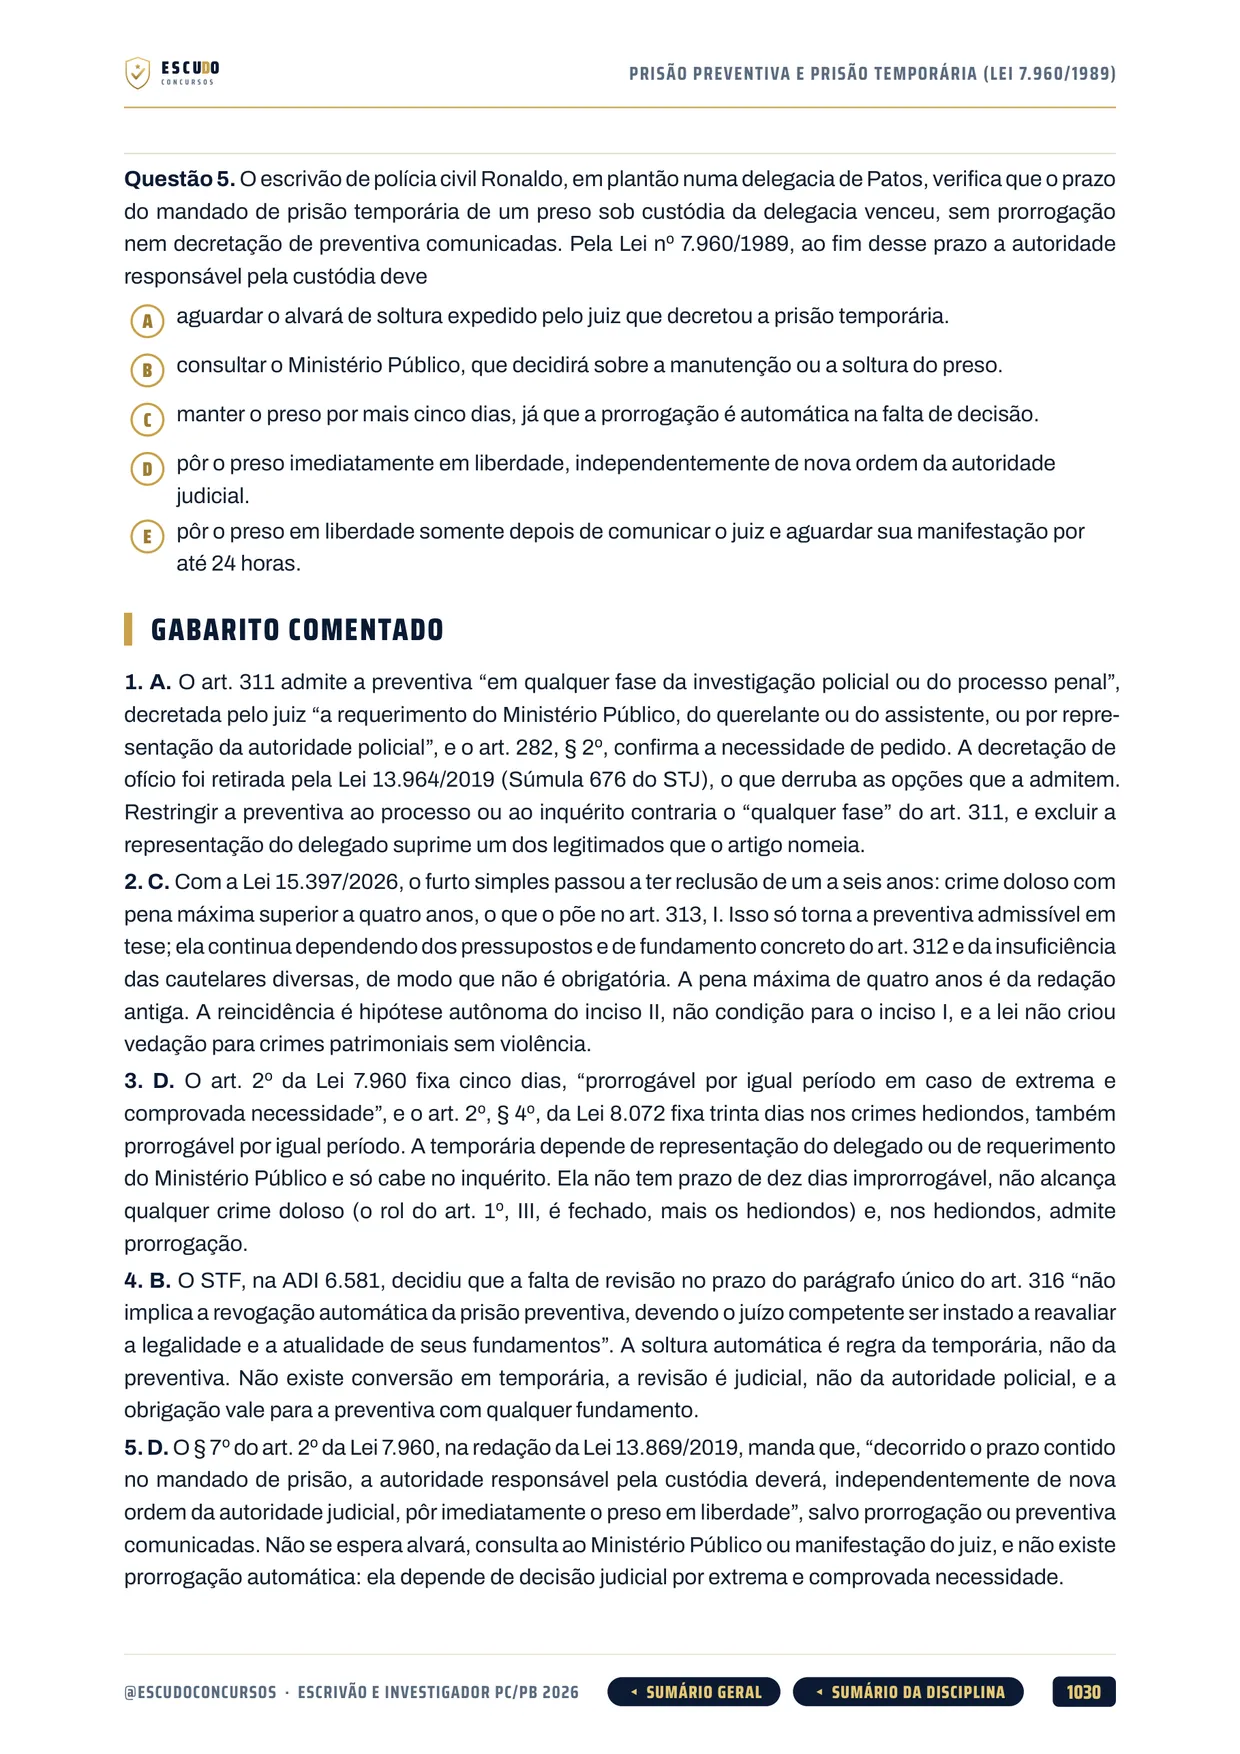 ESCUDO
CONCURSOS
PRISÃO PREVENTIVA E PRISÃO TEMPORÁRIA (LEI 7.960/1989)
Questão 5. O escrivão de polícia civil Ronaldo, em plantão numa delegacia de Patos, verifica que o prazo
do mandado de prisão temporária de um preso sob custódia da delegacia venceu, sem prorrogação
nem decretação de preventiva comunicadas. Pela Lei nº 7.960/1989, ao fim desse prazo a autoridade
responsável pela custódia deve
A aguardar o alvará de soltura expedido pelo juiz que decretou a prisão temporária.
B consultar o Ministério Público, que decidirá sobre a manutenção ou a soltura do preso.
C manter o preso por mais cinco dias, já que a prorrogação é automática na falta de decisão.
D pôr o preso imediatamente em liberdade, independentemente de nova ordem da autoridade
judicial.
E pôr o preso em liberdade somente depois de comunicar o juiz e aguardar sua manifestação por
até 24 horas.
GABARITO COMENTADO
1. A. O art. 311 admite a preventiva “em qualquer fase da investigação policial ou do processo penal”,
decretada pelo juiz “a requerimento do Ministério Público, do querelante ou do assistente, ou por repre-
sentação da autoridade policial”, e o art. 282, § 2º, confirma a necessidade de pedido. A decretação de
ofício foi retirada pela Lei 13.964/2019 (Súmula 676 do STJ), o que derruba as opções que a admitem.
Restringir a preventiva ao processo ou ao inquérito contraria o “qualquer fase” do art. 311, e excluir a
representação do delegado suprime um dos legitimados que o artigo nomeia.
2. C. Com a Lei 15.397/2026, o furto simples passou a ter reclusão de um a seis anos: crime doloso com
pena máxima superior a quatro anos, o que o põe no art. 313, I. Isso só torna a preventiva admissível em
tese; ela continua dependendo dos pressupostos e de fundamento concreto do art. 312 e da insuficiência
das cautelares diversas, de modo que não é obrigatória. A pena máxima de quatro anos é da redação
antiga. A reincidência é hipótese autônoma do inciso II, não condição para o inciso I, e a lei não criou
vedação para crimes patrimoniais sem violência.
3. D. O art. 2º da Lei 7.960 fixa cinco dias, “prorrogável por igual período em caso de extrema e
comprovada necessidade”, e o art. 2º, § 4º, da Lei 8.072 fixa trinta dias nos crimes hediondos, também
prorrogável por igual período. A temporária depende de representação do delegado ou de requerimento
do Ministério Público e só cabe no inquérito. Ela não tem prazo de dez dias improrrogável, não alcança
qualquer crime doloso (o rol do art. 1º, III, é fechado, mais os hediondos) e, nos hediondos, admite
prorrogação.
4. B. O STF, na ADI 6.581, decidiu que a falta de revisão no prazo do parágrafo único do art. 316 “não
implica a revogação automática da prisão preventiva, devendo o juízo competente ser instado a reavaliar
a legalidade e a atualidade de seus fundamentos”. A soltura automática é regra da temporária, não da
preventiva. Não existe conversão em temporária, a revisão é judicial, não da autoridade policial, e a
obrigação vale para a preventiva com qualquer fundamento.
5. D. O § 7º do art. 2º da Lei 7.960, na redação da Lei 13.869/2019, manda que, “decorrido o prazo contido
no mandado de prisão, a autoridade responsável pela custódia deverá, independentemente de nova
ordem da autoridade judicial, pôr imediatamente o preso em liberdade”, salvo prorrogação ou preventiva
comunicadas. Não se espera alvará, consulta ao Ministério Público ou manifestação do juiz, e não existe
prorrogação automática: ela depende de decisão judicial por extrema e comprovada necessidade.
@ESCUDOCONCURSOS · ESCRIVÃO E INVESTIGADOR PC/PB 2026
SUMÁRIO GERAL
SUMÁRIO DA DISCIPLINA
1030